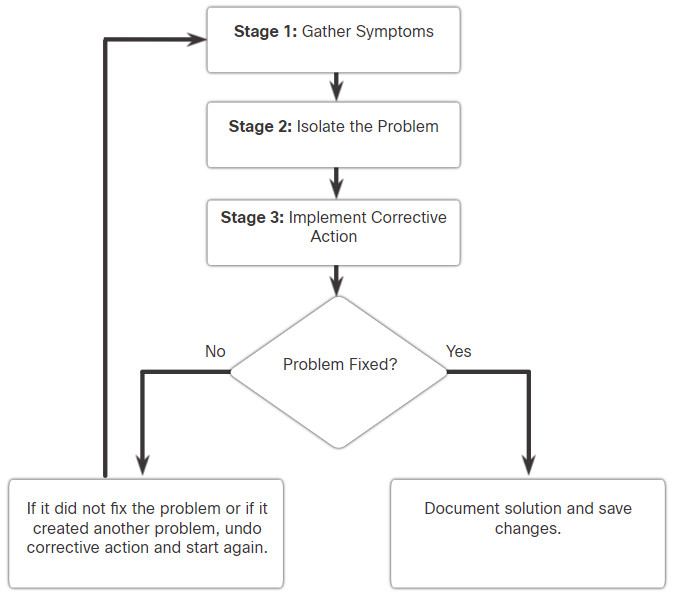 Stage 1: Gather Symptoms
Stage 2: Isolate the Problem
Stage 3: Implement Corrective
Action
No
Problem Fixed?
Yes
If it did not fix the problem or if it
created another problem, undo
corrective action and start again.
Document solution and save
changes.